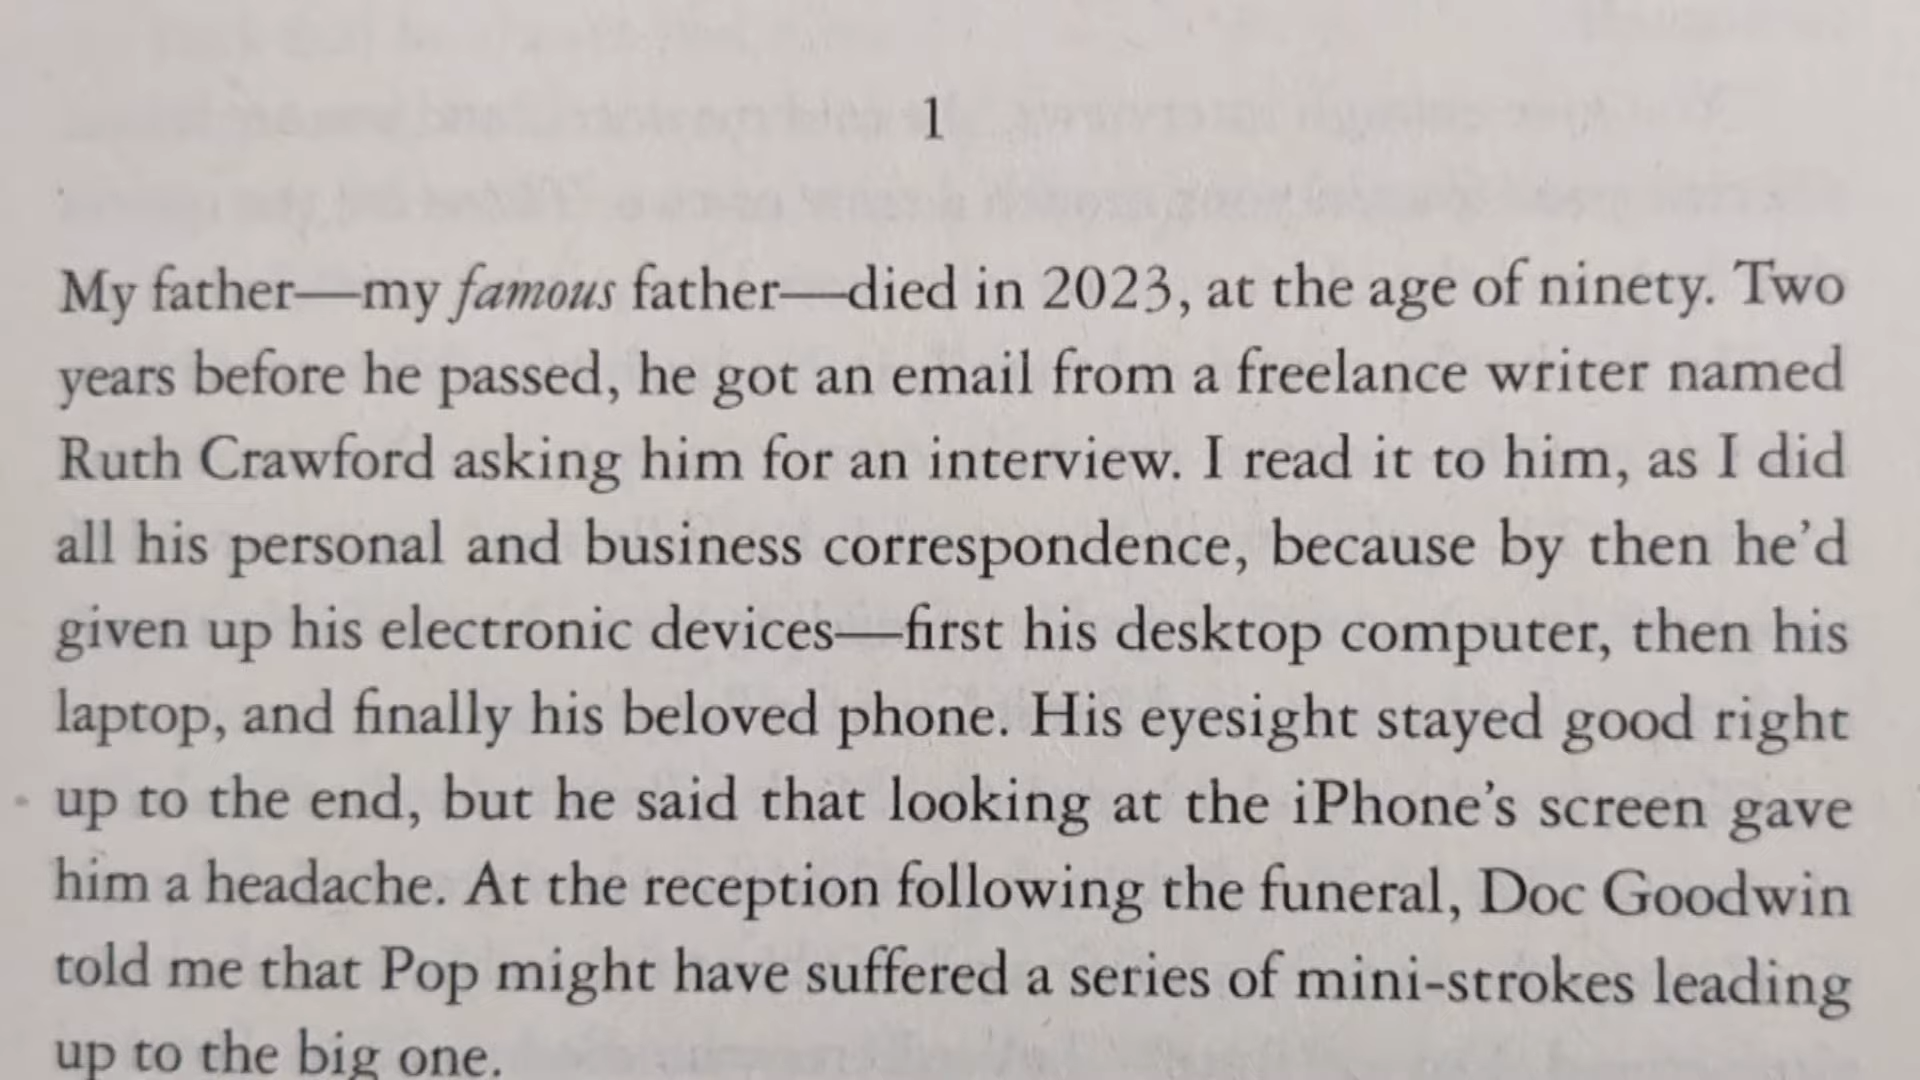 1
My father—my famous father—died in 2023, at the age of ninety. Two
years before he passed, he got an email from a freelance writer named
Ruth Crawford asking him for an interview. I read it to him, as I did
all his personal and business correspondence, because by then he’d
given up his electronic devices—first his desktop computer, then his
laptop, and finally his beloved phone. His eyesight stayed good right
up to the end, but he said that looking at the iPhone’s screen gave
him a headache. At the reception following the funeral, Doc Goodwin
told me that Pop might have suffered a series of mini-strokes leading
up to the big one.